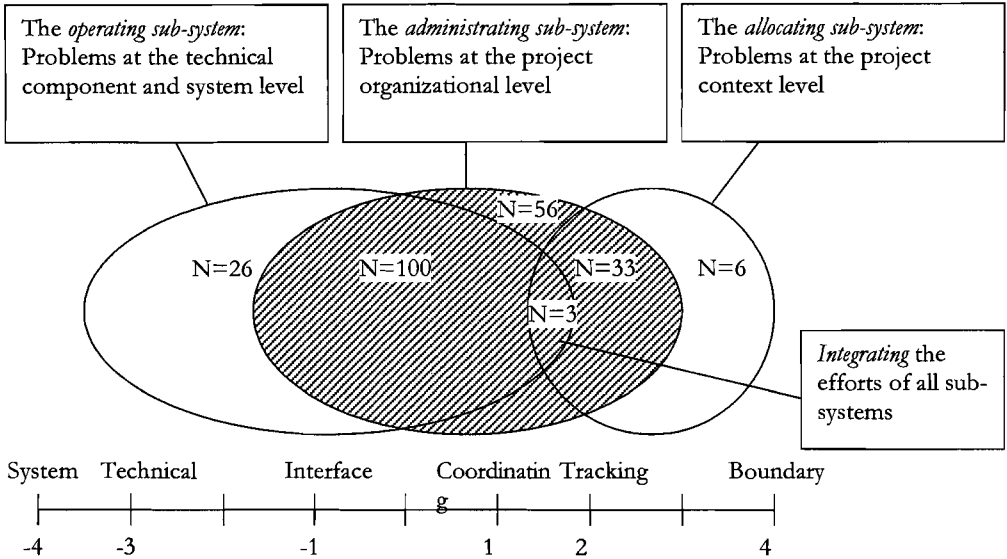 The operating sub-system:
Problems at the technical
component and system level
The administrating sub-system:
Problems at the project
organizational level
The allocating sub-system:
Problems at the project
context level
N=56
N=26
N=100
N=33
N=6
N=3
Integrating the
efforts of all sub-
systems
System Technical Interface Coordinatin Tracking Boundary
g
-4 -3 -1 1 2 4